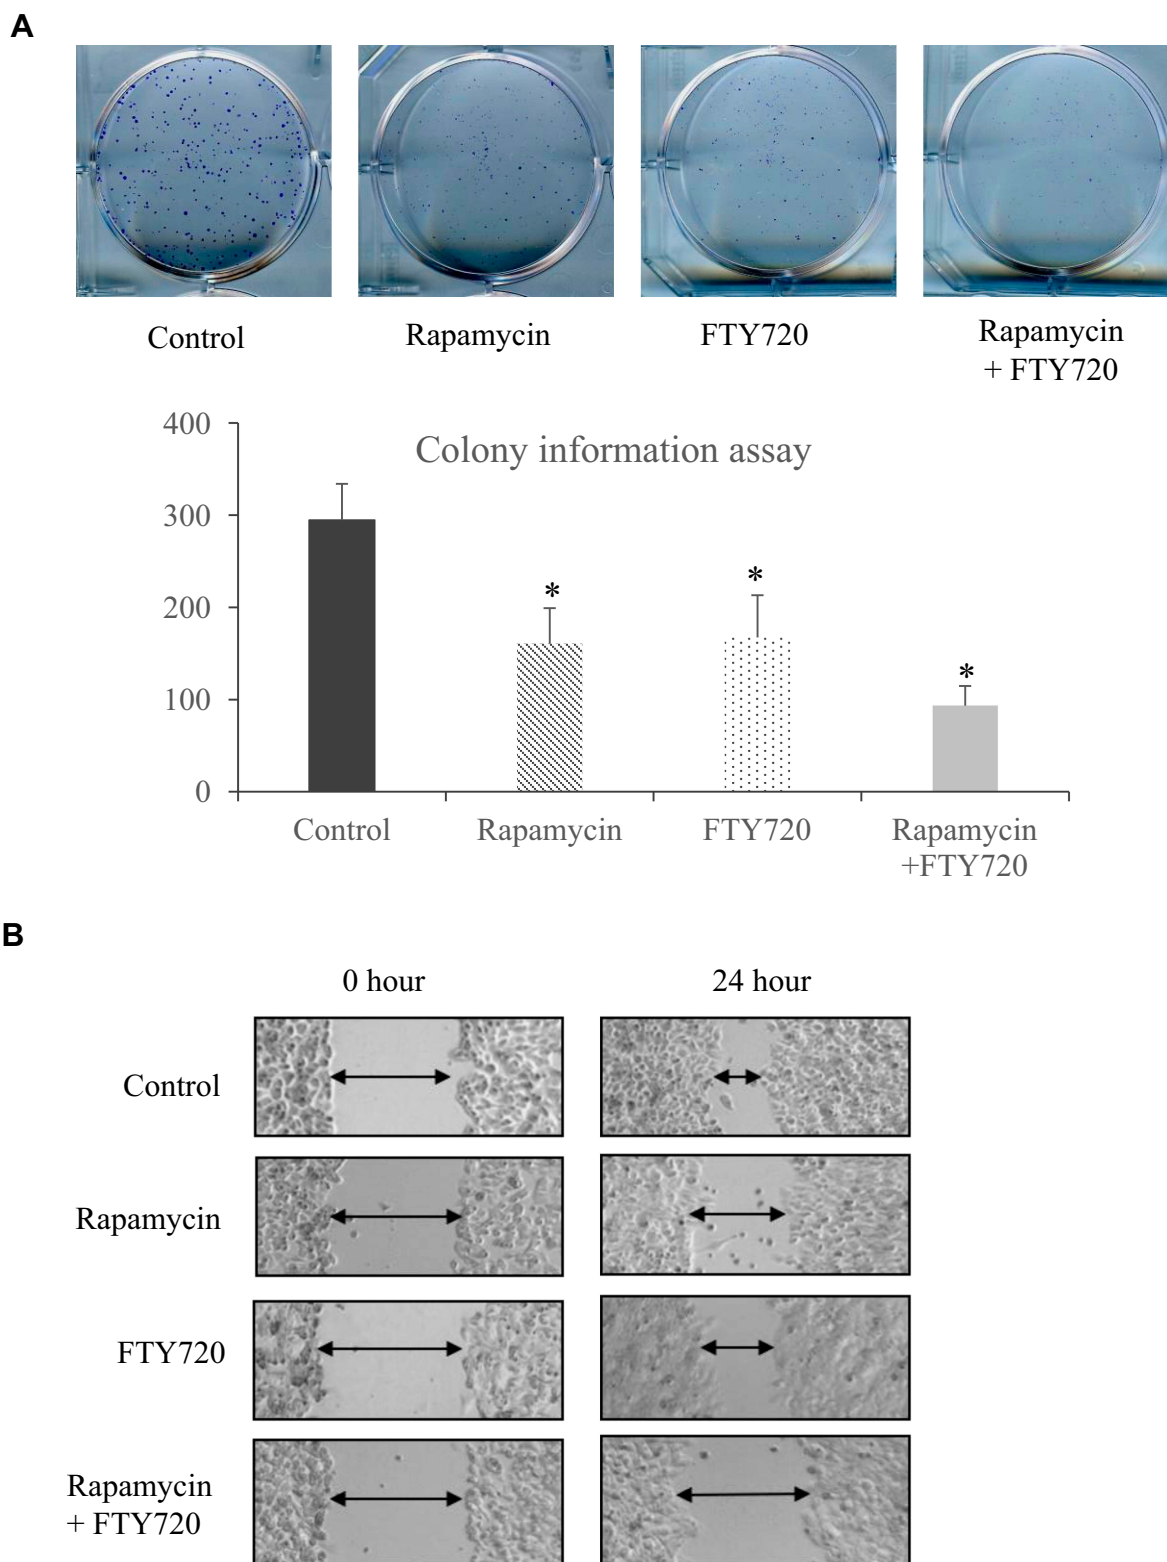 A
Control
Rapamycin
FTY720
Rapamycin
+ FTY720
400
Colony information assay
300
*
*
200
*
100
0
Control
Rapamycin
FTY720
Rapamycin
+FTY720
B
0 hour
24 hour
Control
Rapamycin
FTY720
Rapamycin
+ FTY720